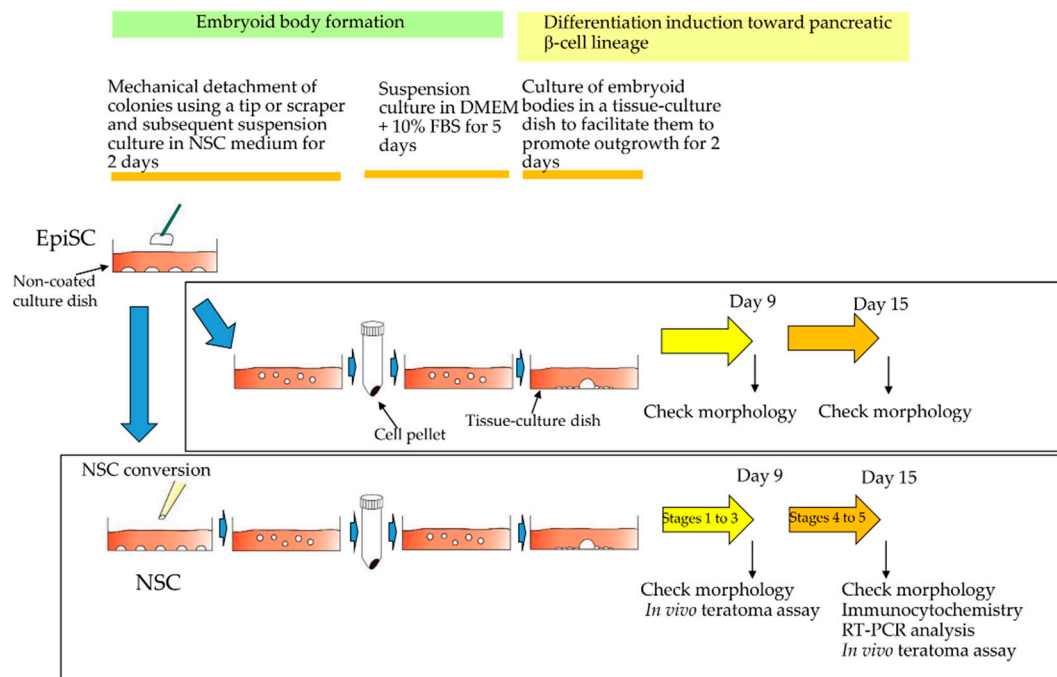 Embryoid body formation
Differentiation induction toward pancreatic
β-cell lineage
Mechanical detachment of
colonies using a tip or scraper
and subsequent suspension
culture in NSC medium for
2 days
Suspension
culture in DMEM
+ 10% FBS for 5
days
Culture of embryoid
bodies in a tissue-culture
dish to facilitate them to
promote outgrowth for 2
days
EpiSC
Non-coated
culture dish
Day 9
Day 15
Check morphology
Check morphology
Tissue-culture dish
Cell pellet
NSC conversion
NSC
Day 9
Day 15
Stages 1 to 3
Stages 4 to 5
Check morphology
In vivo teratoma assay
Check morphology
Immunocytochemistry
RT-PCR analysis
In vivo teratoma assay